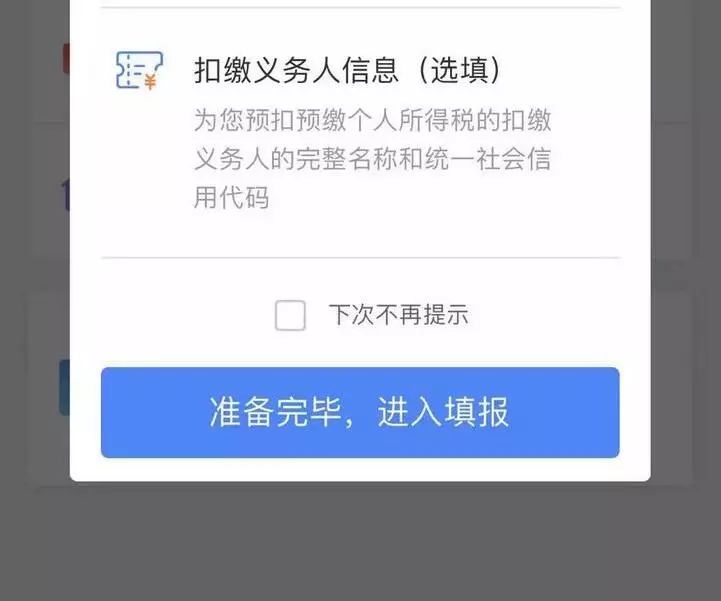 扣缴义务人信息（选填）
为您预扣预缴个人所得税的扣缴
义务人的完整名称和统一社会信
用代码
下次不再提示
准备完毕，进入填报